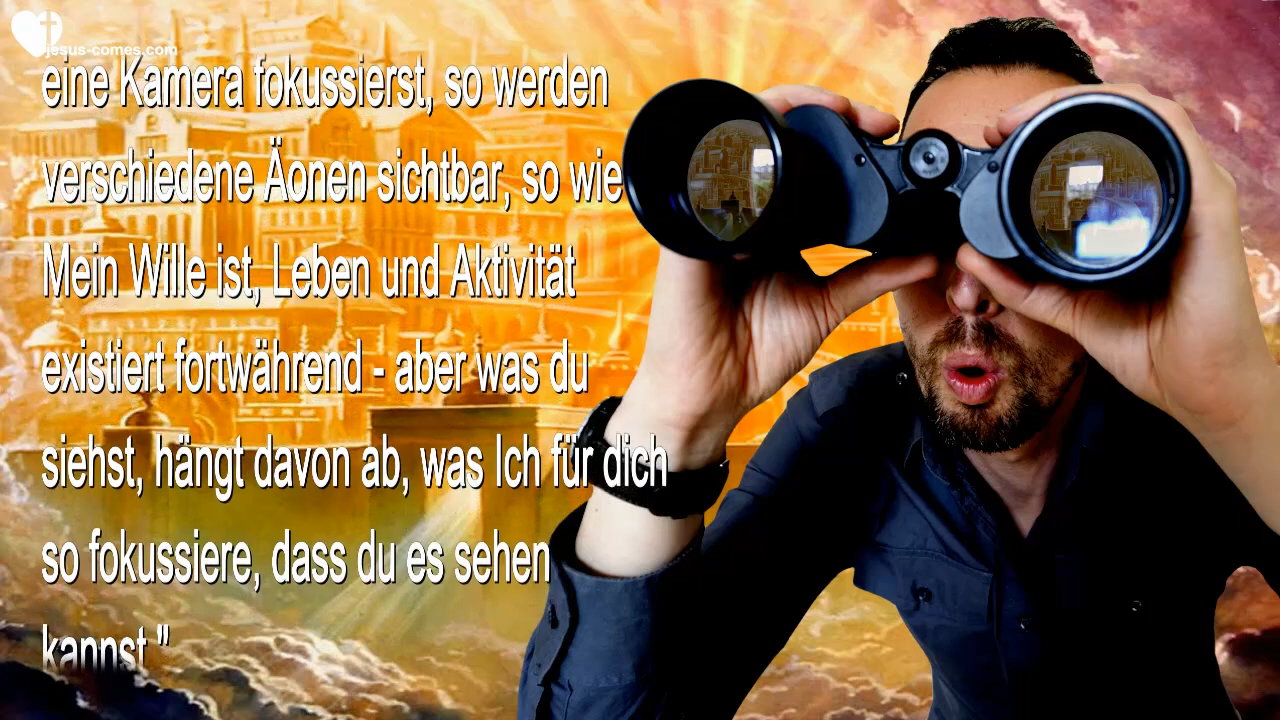 jesus-comes.com
eine Kamera fokussierst, so werden
verschiedene Äonen sichtbar, so wie
Mein Wille ist, Leben und Aktivität
existiert fortwährend - aber was du
siehst, hängt davon ab, was Ich für dich
so fokussiere, dass du es sehen
kannst."